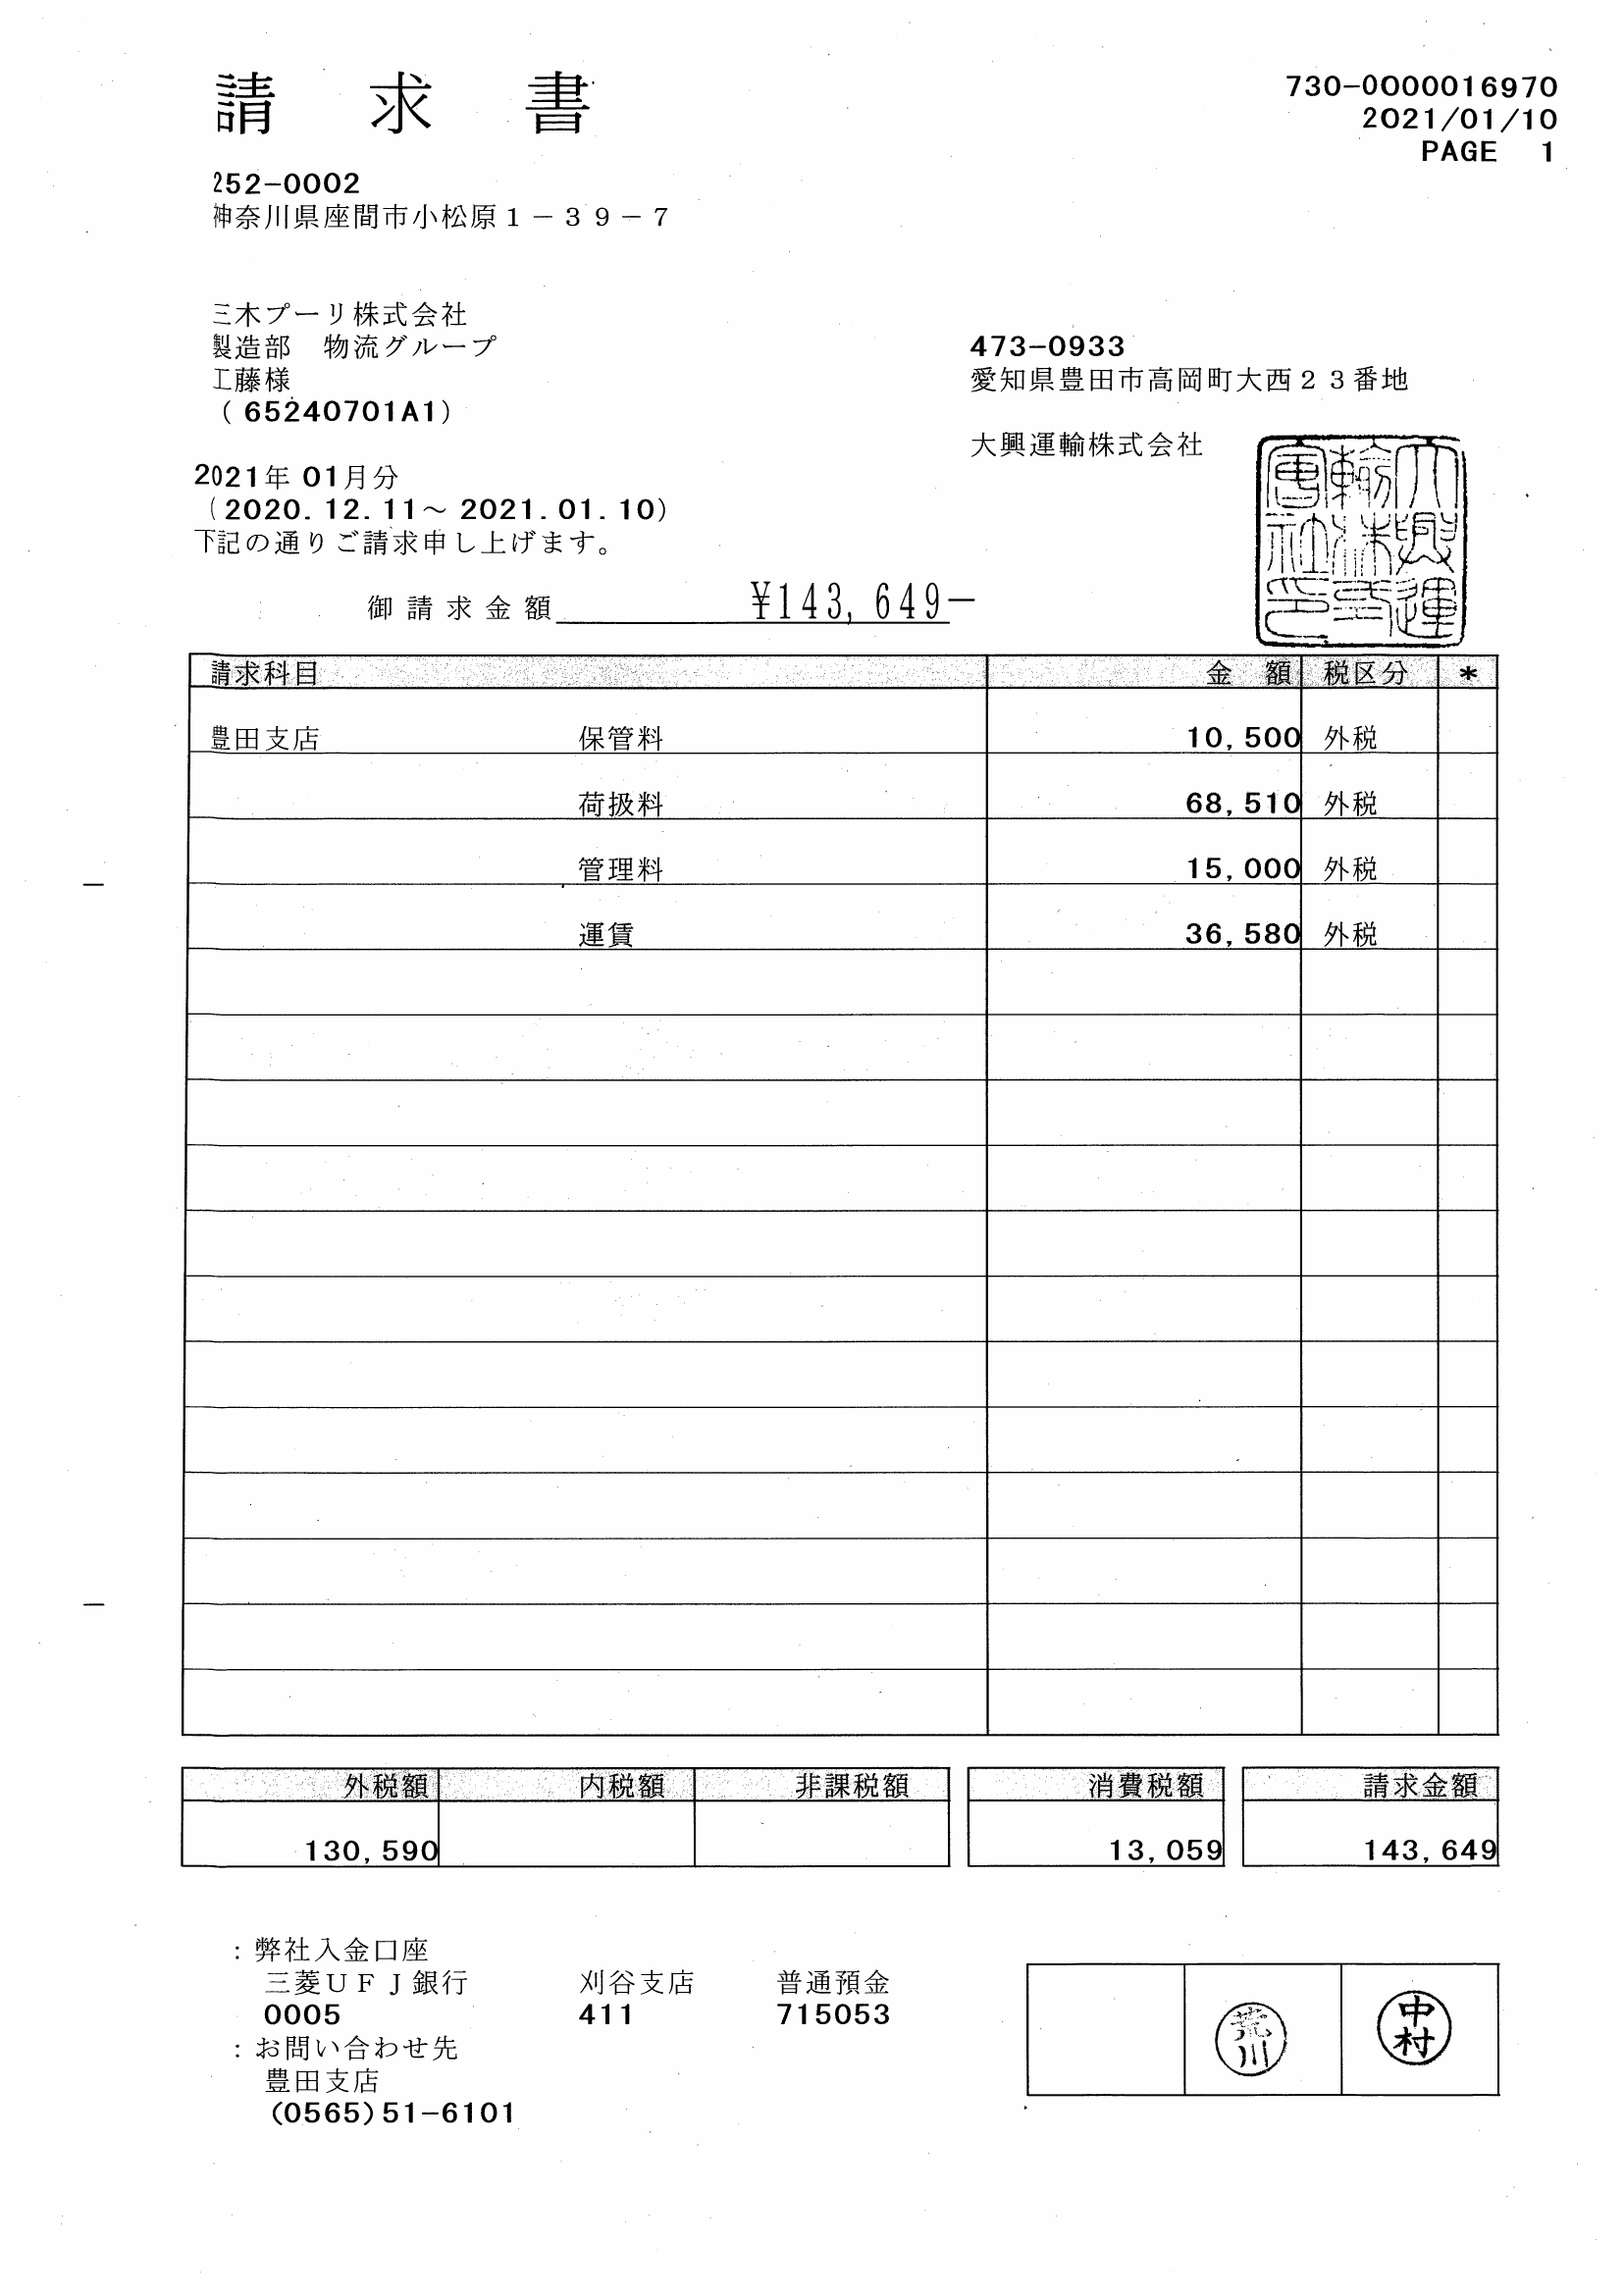 請求書
730-0000016970
2021/01/10
PAGE 1
252-0002
神奈川県座間市小松原1-39-7
三木プーリ株式会社
製造部 物流グループ
工藤様
(65240701A1)
473-0933
愛知県豊田市高岡町大西23番地
大興運輸株式会社
大興運輸株式会社印
2021年01月分
(2020.12.11~2021.01.10)
下記の通りご請求申し上げます。
御請求金額 ¥143,649-
請求科目 金額 税区分 *
豊田支店 保管料 10,500 外税
荷扱料 68,510 外税
管理料 15,000 外税
運賃 36,580 外税
外税額 内税額 非課税額 消費税額 請求金額
130,590 13,059 143,649
:弊社入金口座
三菱UFJ銀行 刈谷支店 普通預金
0005 411 715053
:お問い合わせ先
豊田支店
(0565)51-6101
荒川
中村